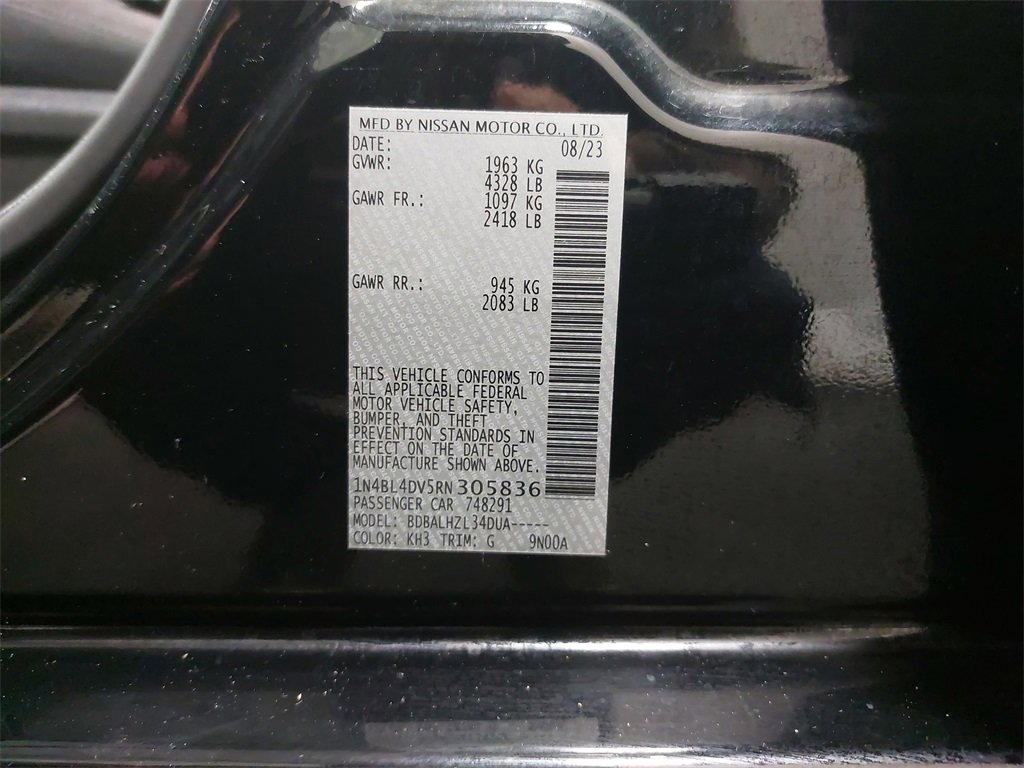 MFD BY NISSAN MOTOR CO., LTD.
DATE: 08/23
GVWR: 1963 KG
4328 LB
GAWR FR.: 1097 KG
2418 LB
GAWR RR.: 945 KG
2083 LB
THIS VEHICLE CONFORMS TO
ALL APPLICABLE FEDERAL
MOTOR VEHICLE SAFETY,
BUMPER, AND THEFT
PREVENTION STANDARDS IN
EFFECT ON THE DATE OF
MANUFACTURE SHOWN ABOVE.
1N4BL4DV5RN305836
PASSENGER CAR 748291
MODEL: BDBALHZL34DUA-----
COLOR: KH3 TRIM: G 9N00A